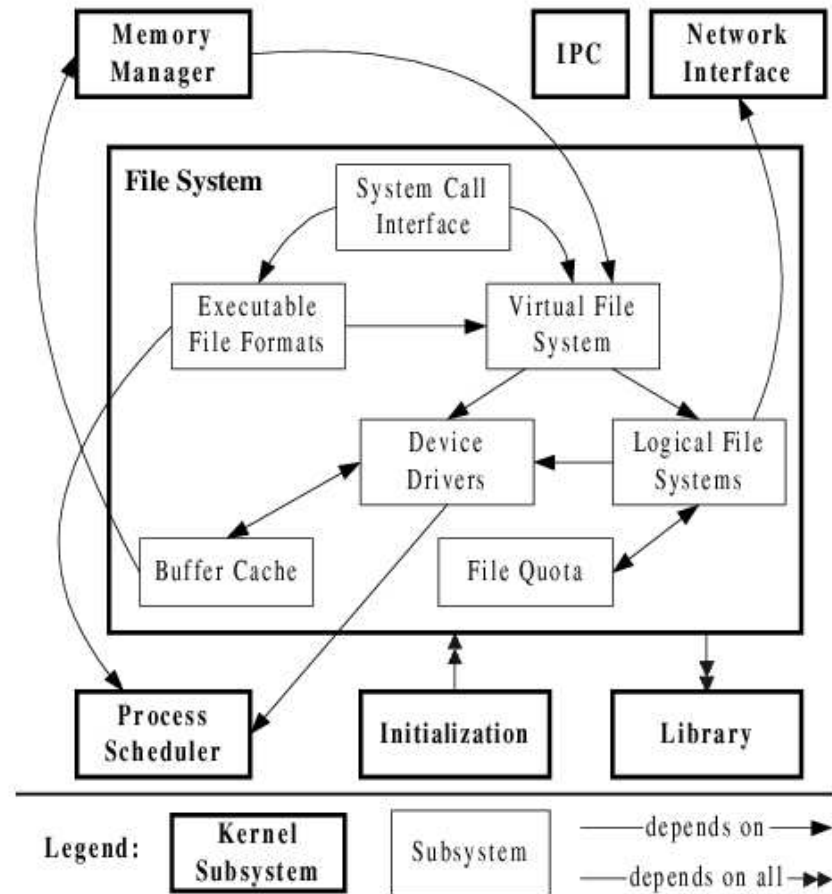 Memory
Manager
IPC
Network
Interface
File System
System Call
Interface
Executable
File Formats
Virtual File
System
Device
Drivers
Logical File
Systems
Buffer Cache
File Quota
Process
Scheduler
Initialization
Library
Legend:
Kernel
Subsystem
Subsystem
depends on
depends on all